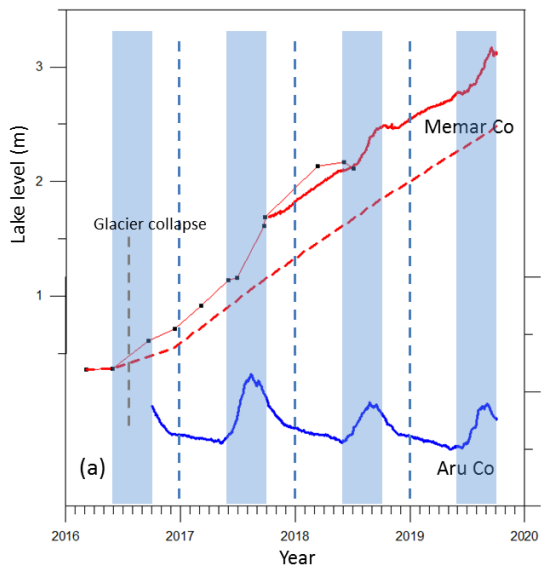 3
Memar Co
2
Lake level (m)
Glacier collapse
1
(a)
Aru Co
2016 2017 2018 2019 2020
Year